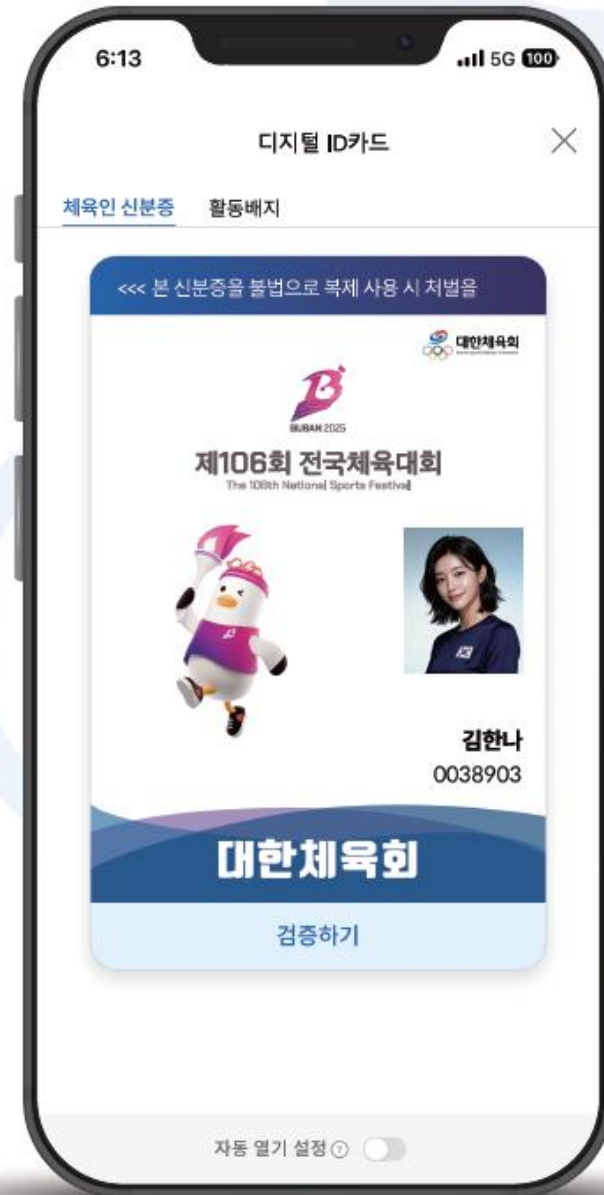 6:13
5G 100
디지털 ID카드
체육인 신분증 활동배지
<<< 본 신분증을 불법으로 복제 사용 시 처벌을
대한체육회
BUSAN 2025
제106회 전국체육대회
The 106th National Sports Festival
김한나
0038903
대한체육회
검증하기
자동 열기 설정 ?